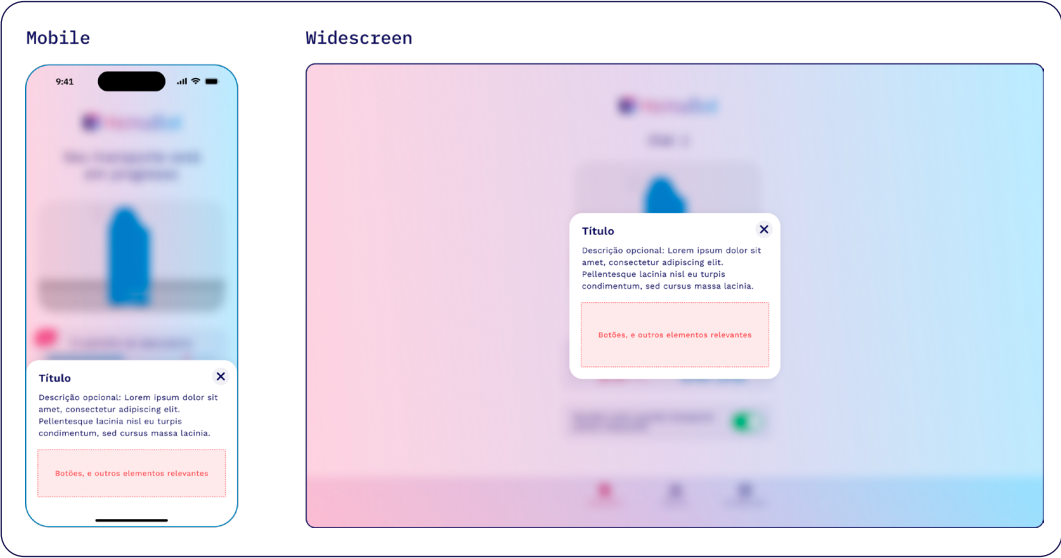 Mobile
Widescreen
9:41
Título
Descrição opcional: Lorem ipsum dolor sit
amet, consectetur adipiscing elit.
Pellentesque lacinia nisl eu turpis
condimentum, sed cursus massa lacinia.
Botões, e outros elementos relevantes
Título
Descrição opcional: Lorem ipsum dolor sit
amet, consectetur adipiscing elit.
Pellentesque lacinia nisl eu turpis
condimentum, sed cursus massa lacinia.
Botões, e outros elementos relevantes